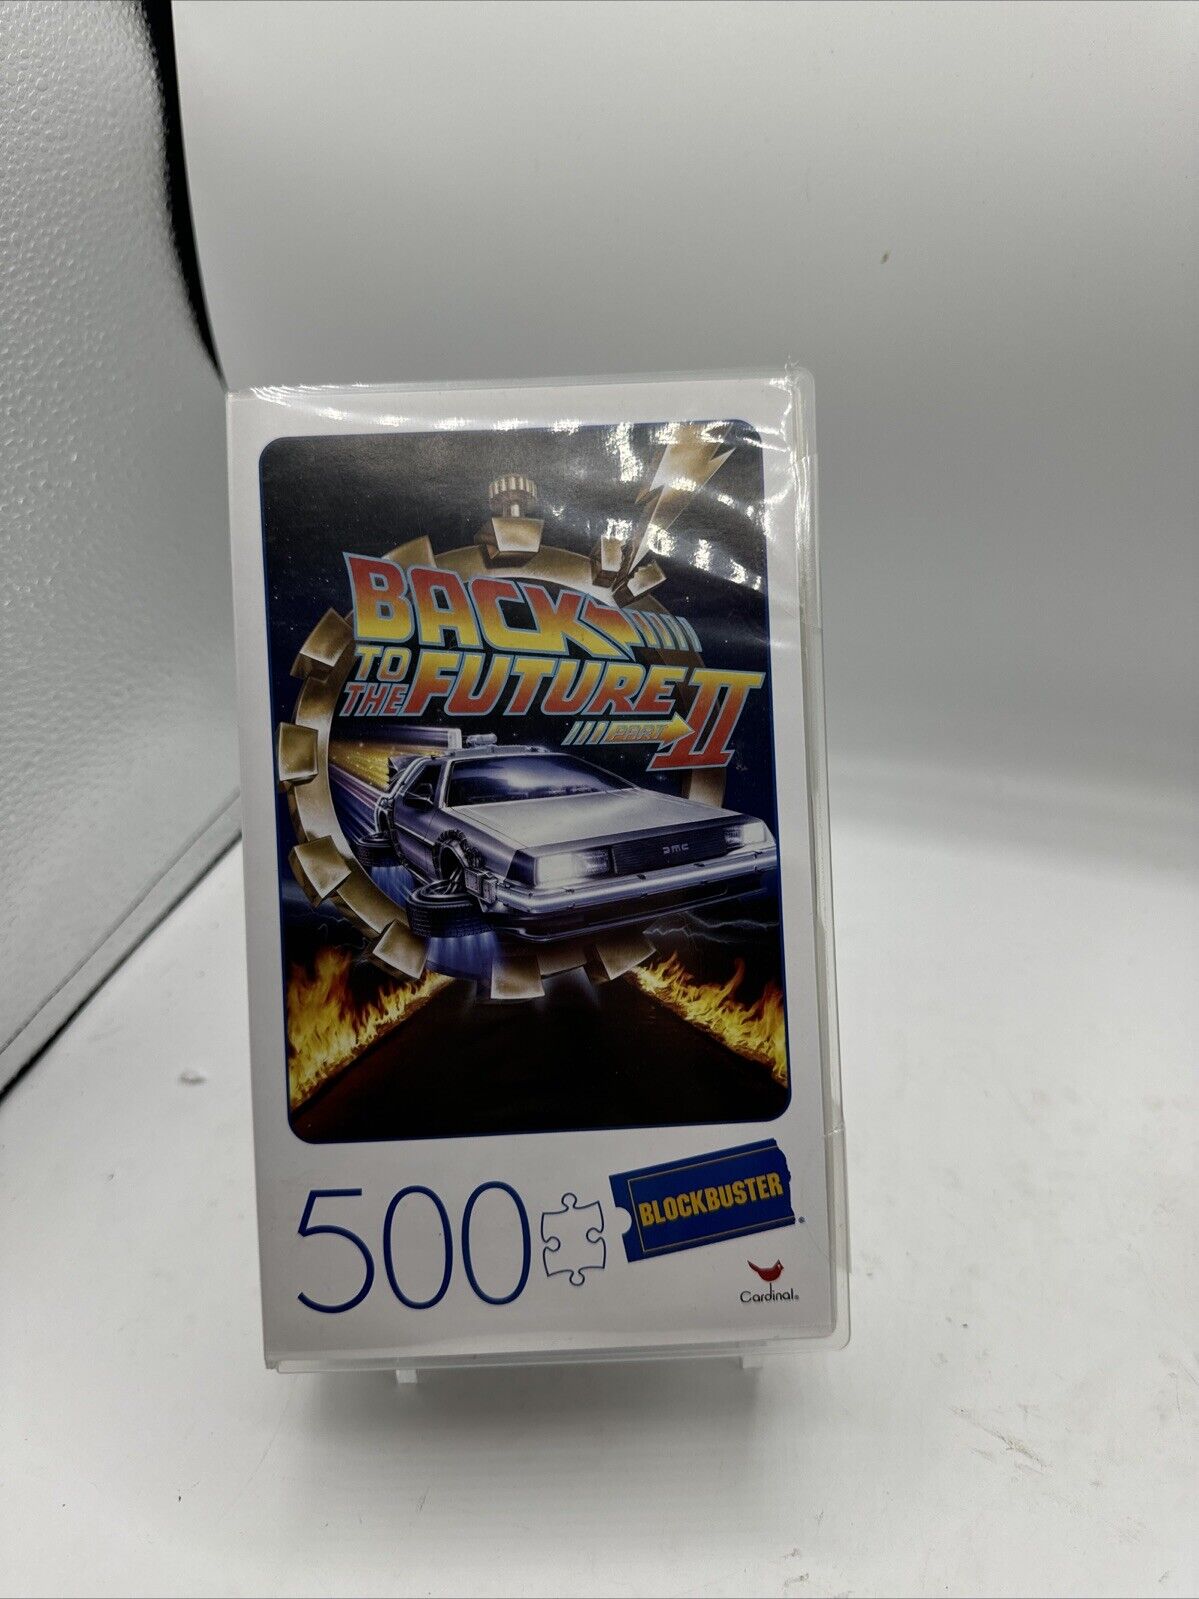 BACK
TO
THE FUTURE II
PART
DMC
500
BLOCKBUSTER®
Cardinal®